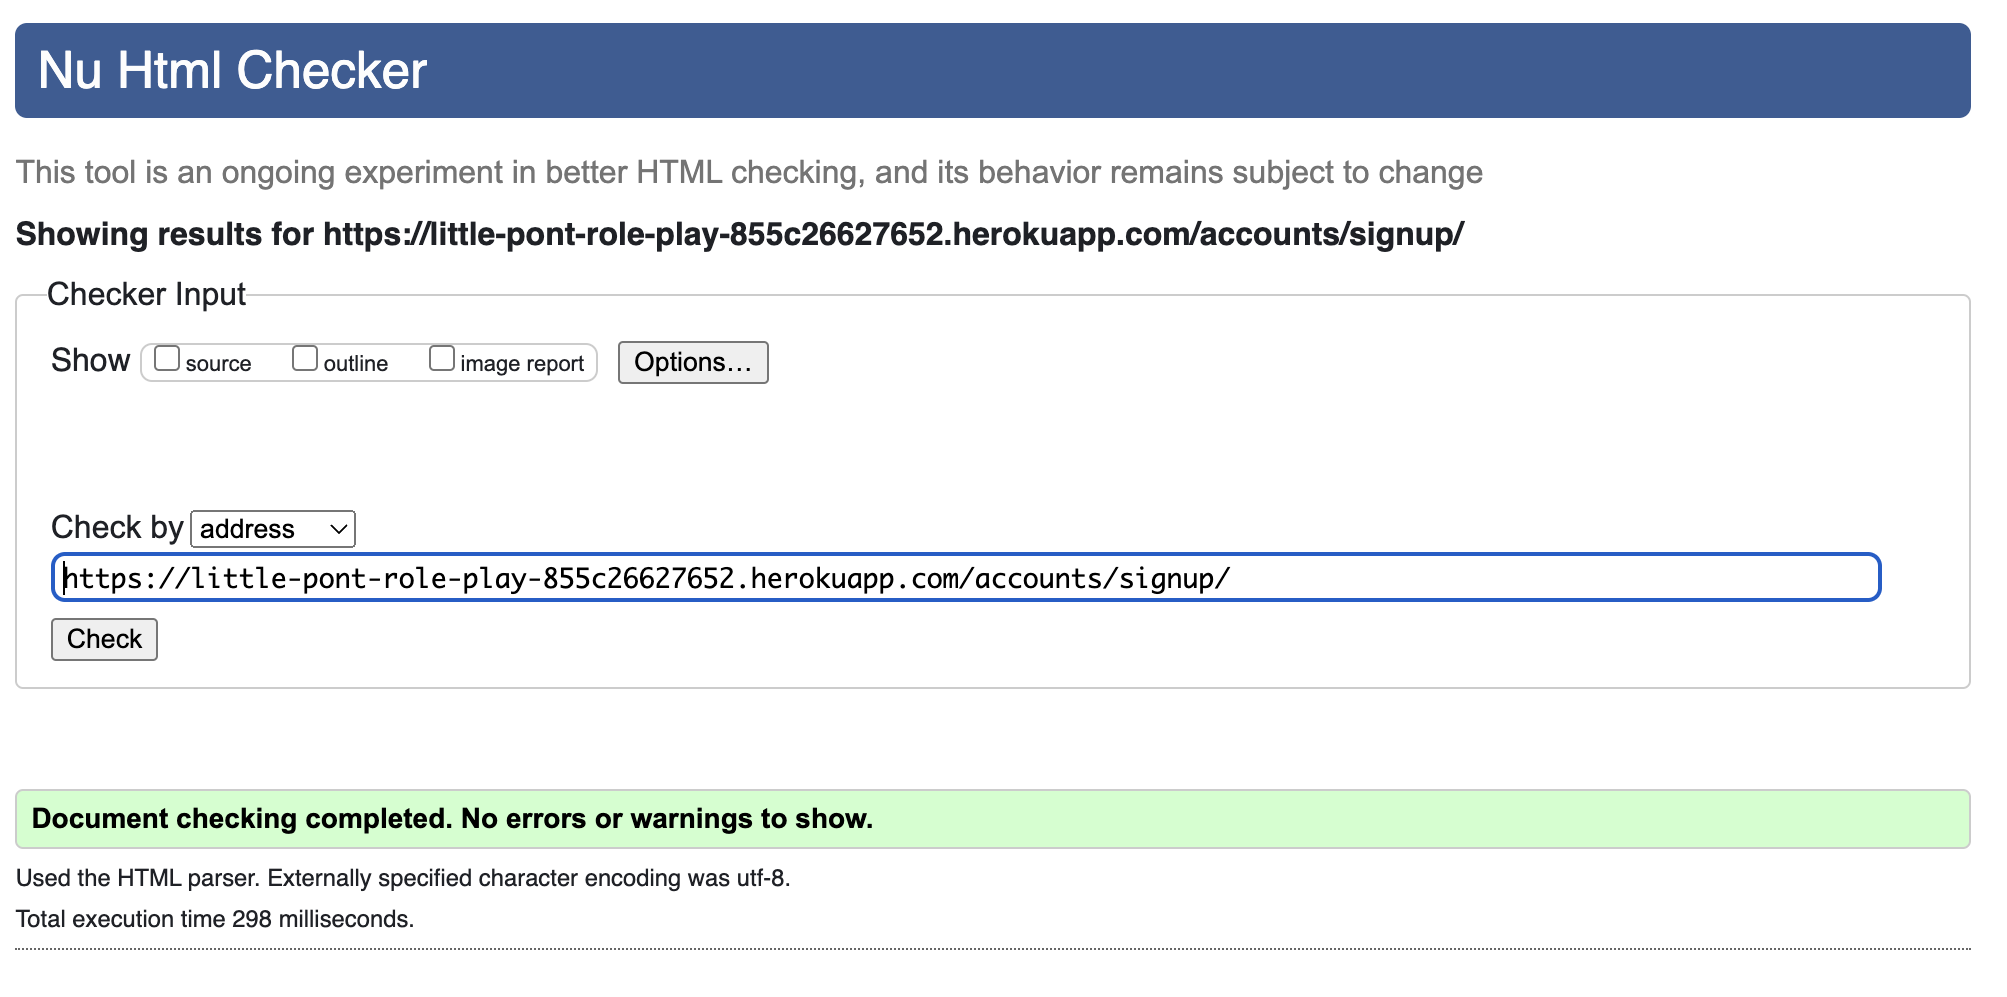 Nu Html Checker
This tool is an ongoing experiment in better HTML checking, and its behavior remains subject to change
Showing results for https://little-pont-role-play-855c26627652.herokuapp.com/accounts/signup/
Checker Input
Show source outline image report Options…
Check by address
https://little-pont-role-play-855c26627652.herokuapp.com/accounts/signup/
Check
Document checking completed. No errors or warnings to show.
Used the HTML parser. Externally specified character encoding was utf-8.
Total execution time 298 milliseconds.